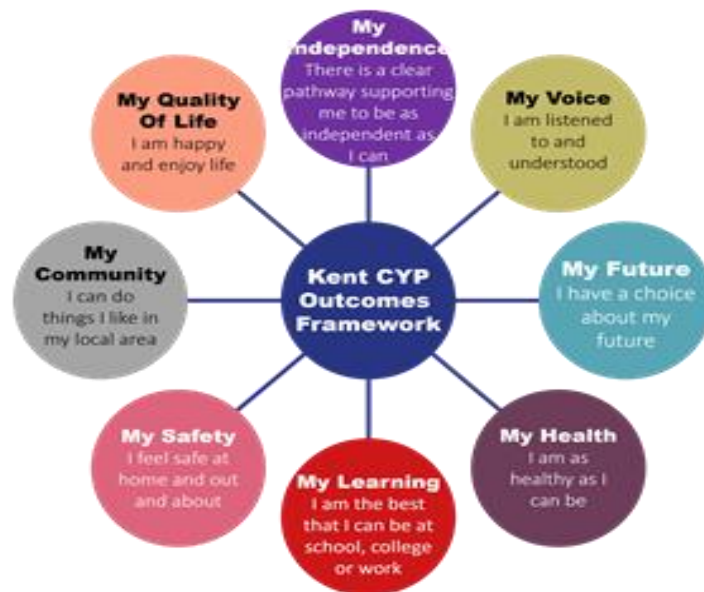 My
Independence
There is a clear
pathway supporting
me to be as
independent as
I can
My Voice
I am listened
to and
understood
My Future
I have a choice
about my
future
My Health
I am as
healthy as I
can be
My Learning
I am the best
that I can be at
school, college
or work
My Safety
I feel safe at
home and out
and about
My
Community
I can do
things I like in
my local area
My Quality
Of Life
I am happy
and enjoy life
Kent CYP
Outcomes
Framework